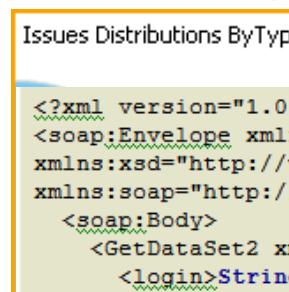 Issues Distributions ByTyp
<?xml version="1.0
<soap:Envelope xml
xmlns:xsd="http://
xmlns:soap="http:/
<soap:Body>
<GetDataSet2 x
<login>String